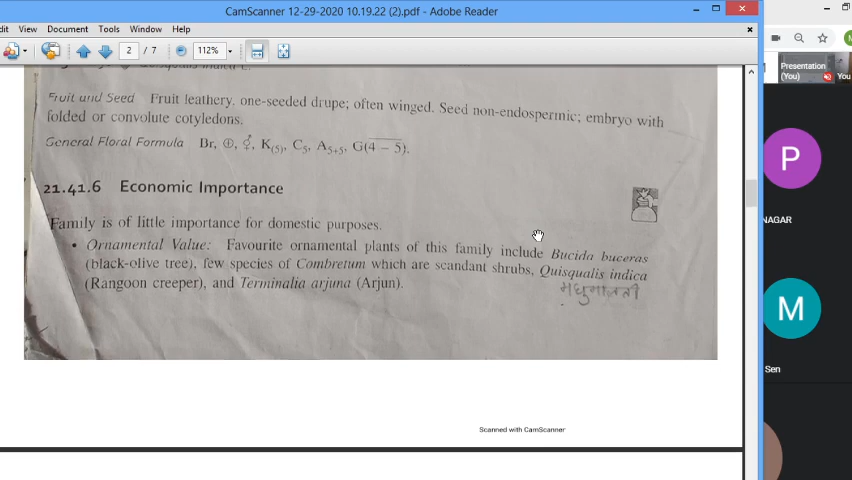 CamScanner 12-29-2020 10.19.22 (2).pdf - Adobe Reader
View Document Tools Window Help
2 / 7 112%
Presentation
(You) You
Fruit and Seed Fruit leathery, one-seeded drupe; often winged. Seed non-endospermic; embryo with
folded or convolute cotyledons.
General Floral Formula Br, ⊕, ⚥, K(5), C5, A5+5, G(4 – 5).
21.41.6 Economic Importance
Family is of little importance for domestic purposes.
• Ornamental Value: Favourite ornamental plants of this family include Bucida buceras
(black-olive tree), few species of Combretum which are scandant shrubs, Quisqualis indica
(Rangoon creeper), and Terminalia arjuna (Arjun).
मधुमालती
Scanned with CamScanner
P
NAGAR
M
Sen